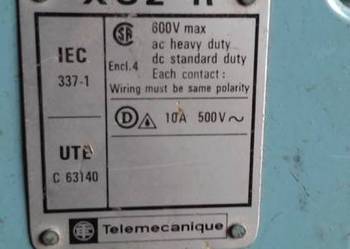 IEC
337-1
600V max
ac heavy duty
Encl.4 dc standard duty
Each contact :
Wiring must be same polarity
D 10A 500V~
UTE
C 63140
Telemecanique